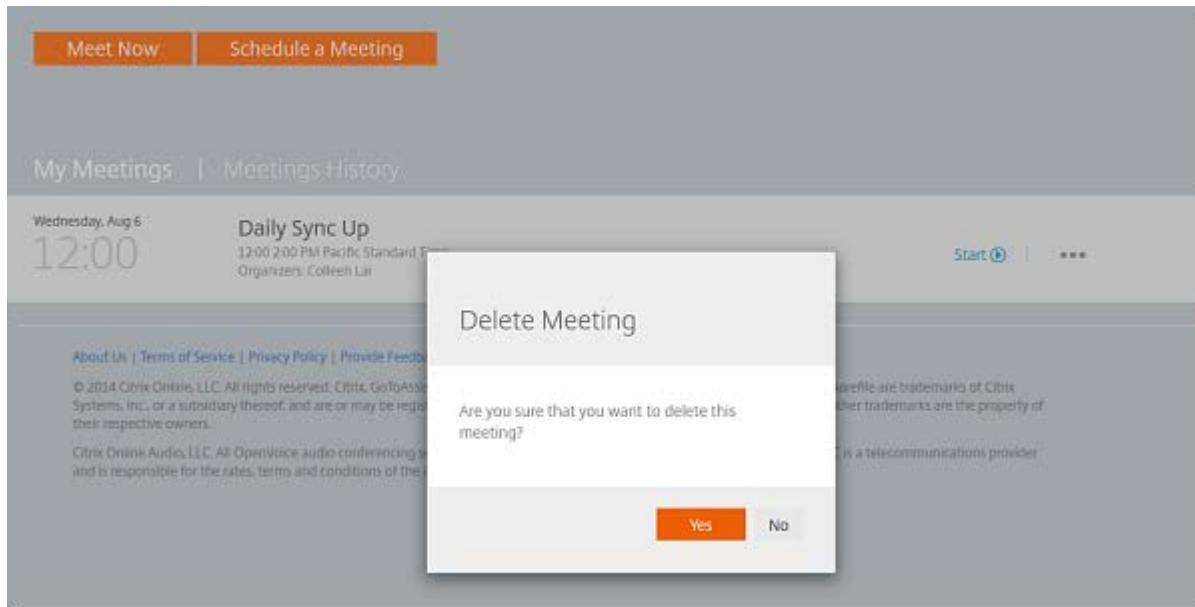 Meet Now
Schedule a Meeting
My Meetings | Meetings History
Wednesday, Aug 6
12:00
Daily Sync Up
12:00 2:00 PM Pacific Standard
Organizers: Colleen Lai
Start
Delete Meeting
Are you sure that you want to delete this
meeting?
Yes
No
About Us | Terms of Service | Privacy Policy | Provide Feedb
© 2014 Citrix Online, LLC. All rights reserved. Citrix, GoToAss
Systems, Inc., or a subsidiary thereof, and are or may be regi
their respective owners.
are trademarks of Citrix
trademarks are the property of
Citrix Online Audio, LLC. All OpenVoice audio conferencing
is a telecommunications provider
and is responsible for the rates, terms and conditions of the